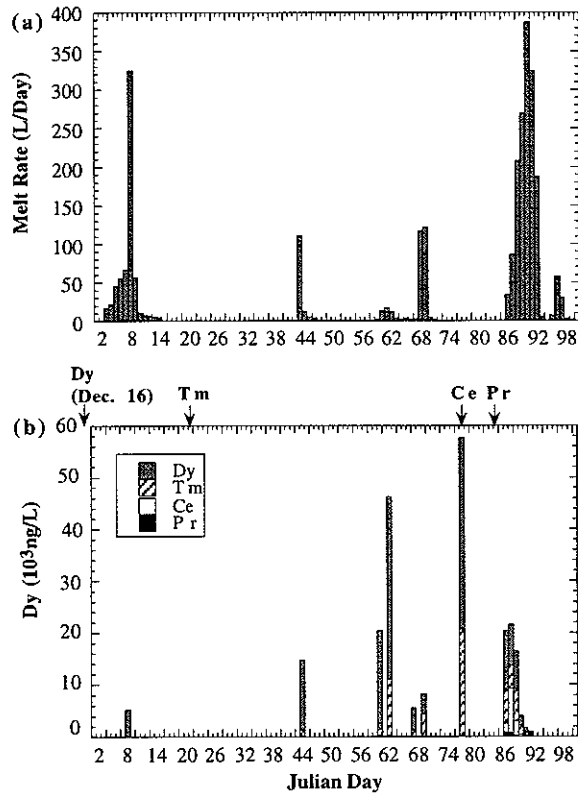 (a)
400
350
300
250
200
150
100
50
0
Melt Rate (L/Day)
2 8 14 20 26 32 38 44 50 56 62 68 74 80 86 92 98
Dy
(Dec. 16)
Tm
Ce Pr
(b)
60
50
40
30
20
10
0
Dy (10³ng/L)
Dy
Tm
Ce
Pr
2 8 14 20 26 32 38 44 50 56 62 68 76 80 86 92 98
Julian Day